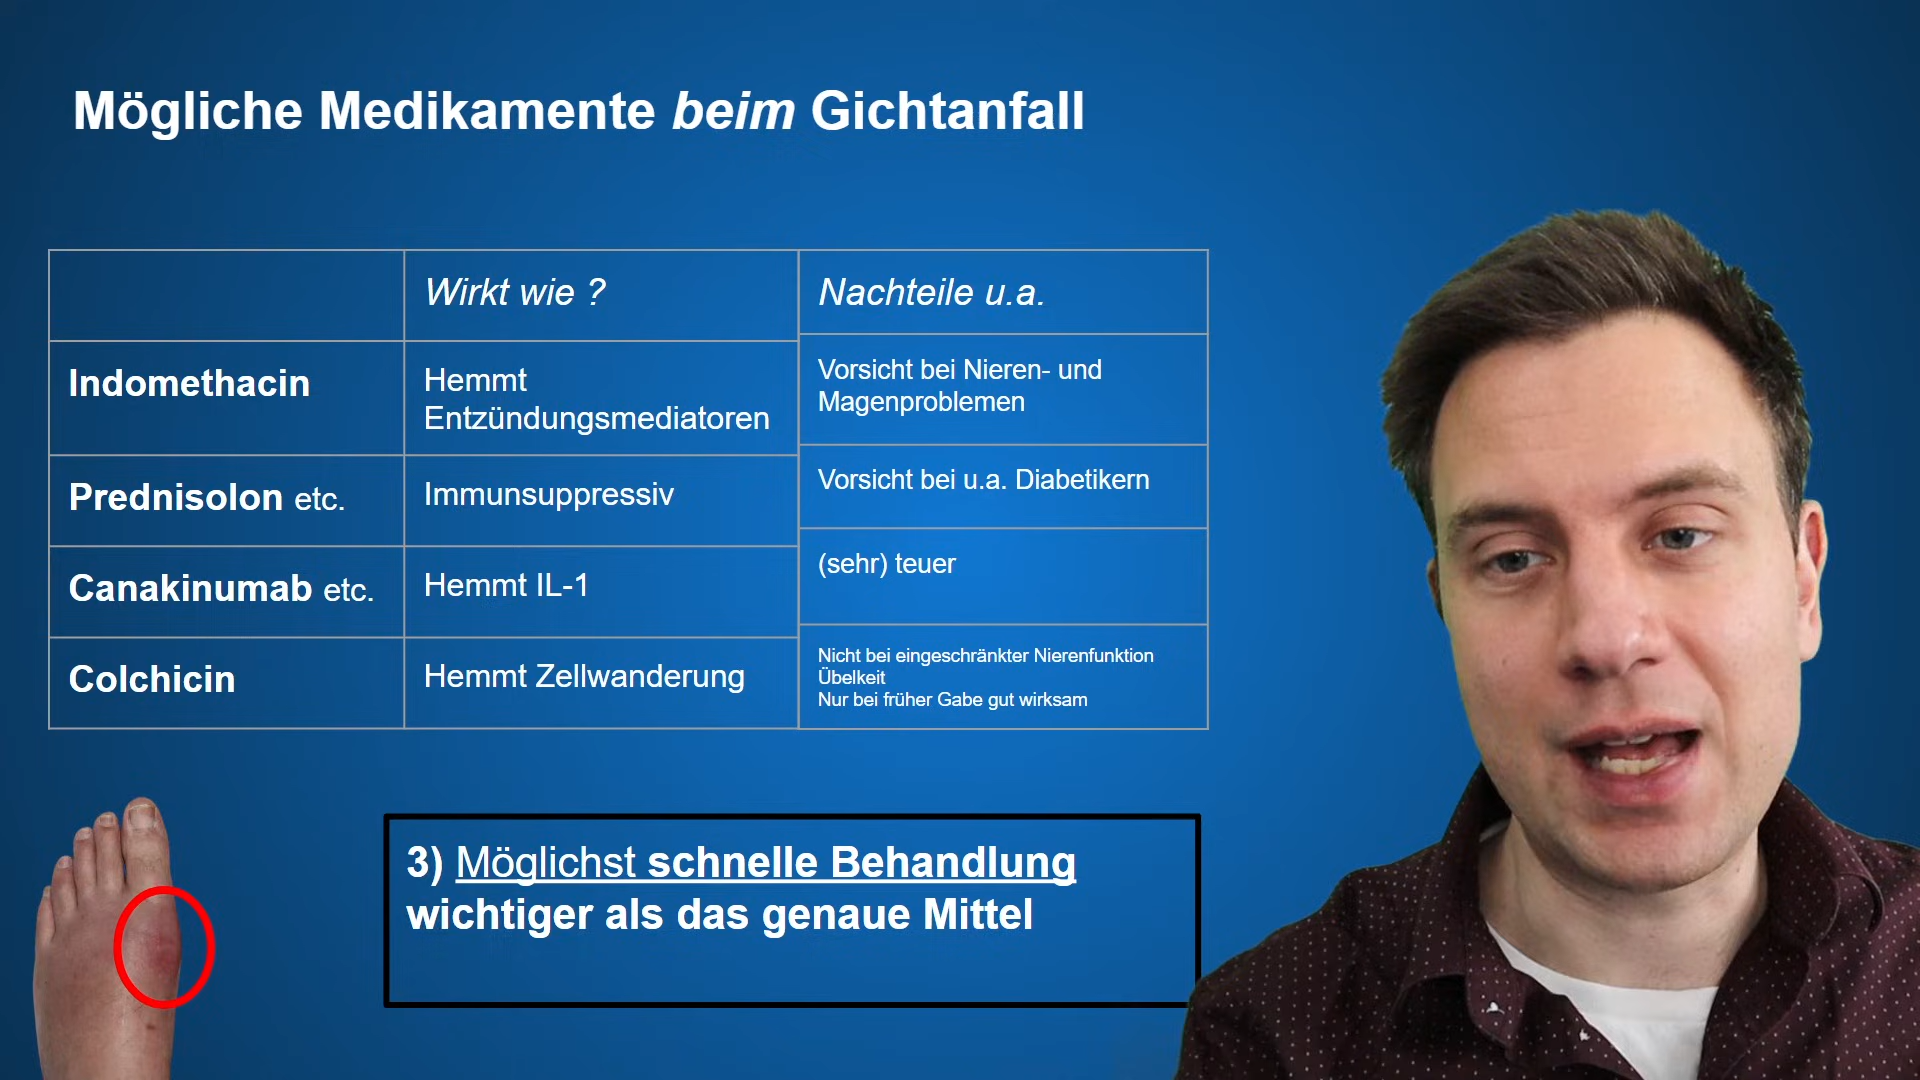 Mögliche Medikamente beim Gichtanfall
Wirkt wie ?
Nachteile u.a.
Indomethacin
Hemmt
Entzündungsmediatoren
Vorsicht bei Nieren- und
Magenproblemen
Prednisolon etc.
Immunsuppressiv
Vorsicht bei u.a. Diabetikern
Canakinumab etc.
Hemmt IL-1
(sehr) teuer
Colchicin
Hemmt Zellwanderung
Nicht bei eingeschränkter Nierenfunktion
Übelkeit
Nur bei früher Gabe gut wirksam
3) Möglichst schnelle Behandlung
wichtiger als das genaue Mittel